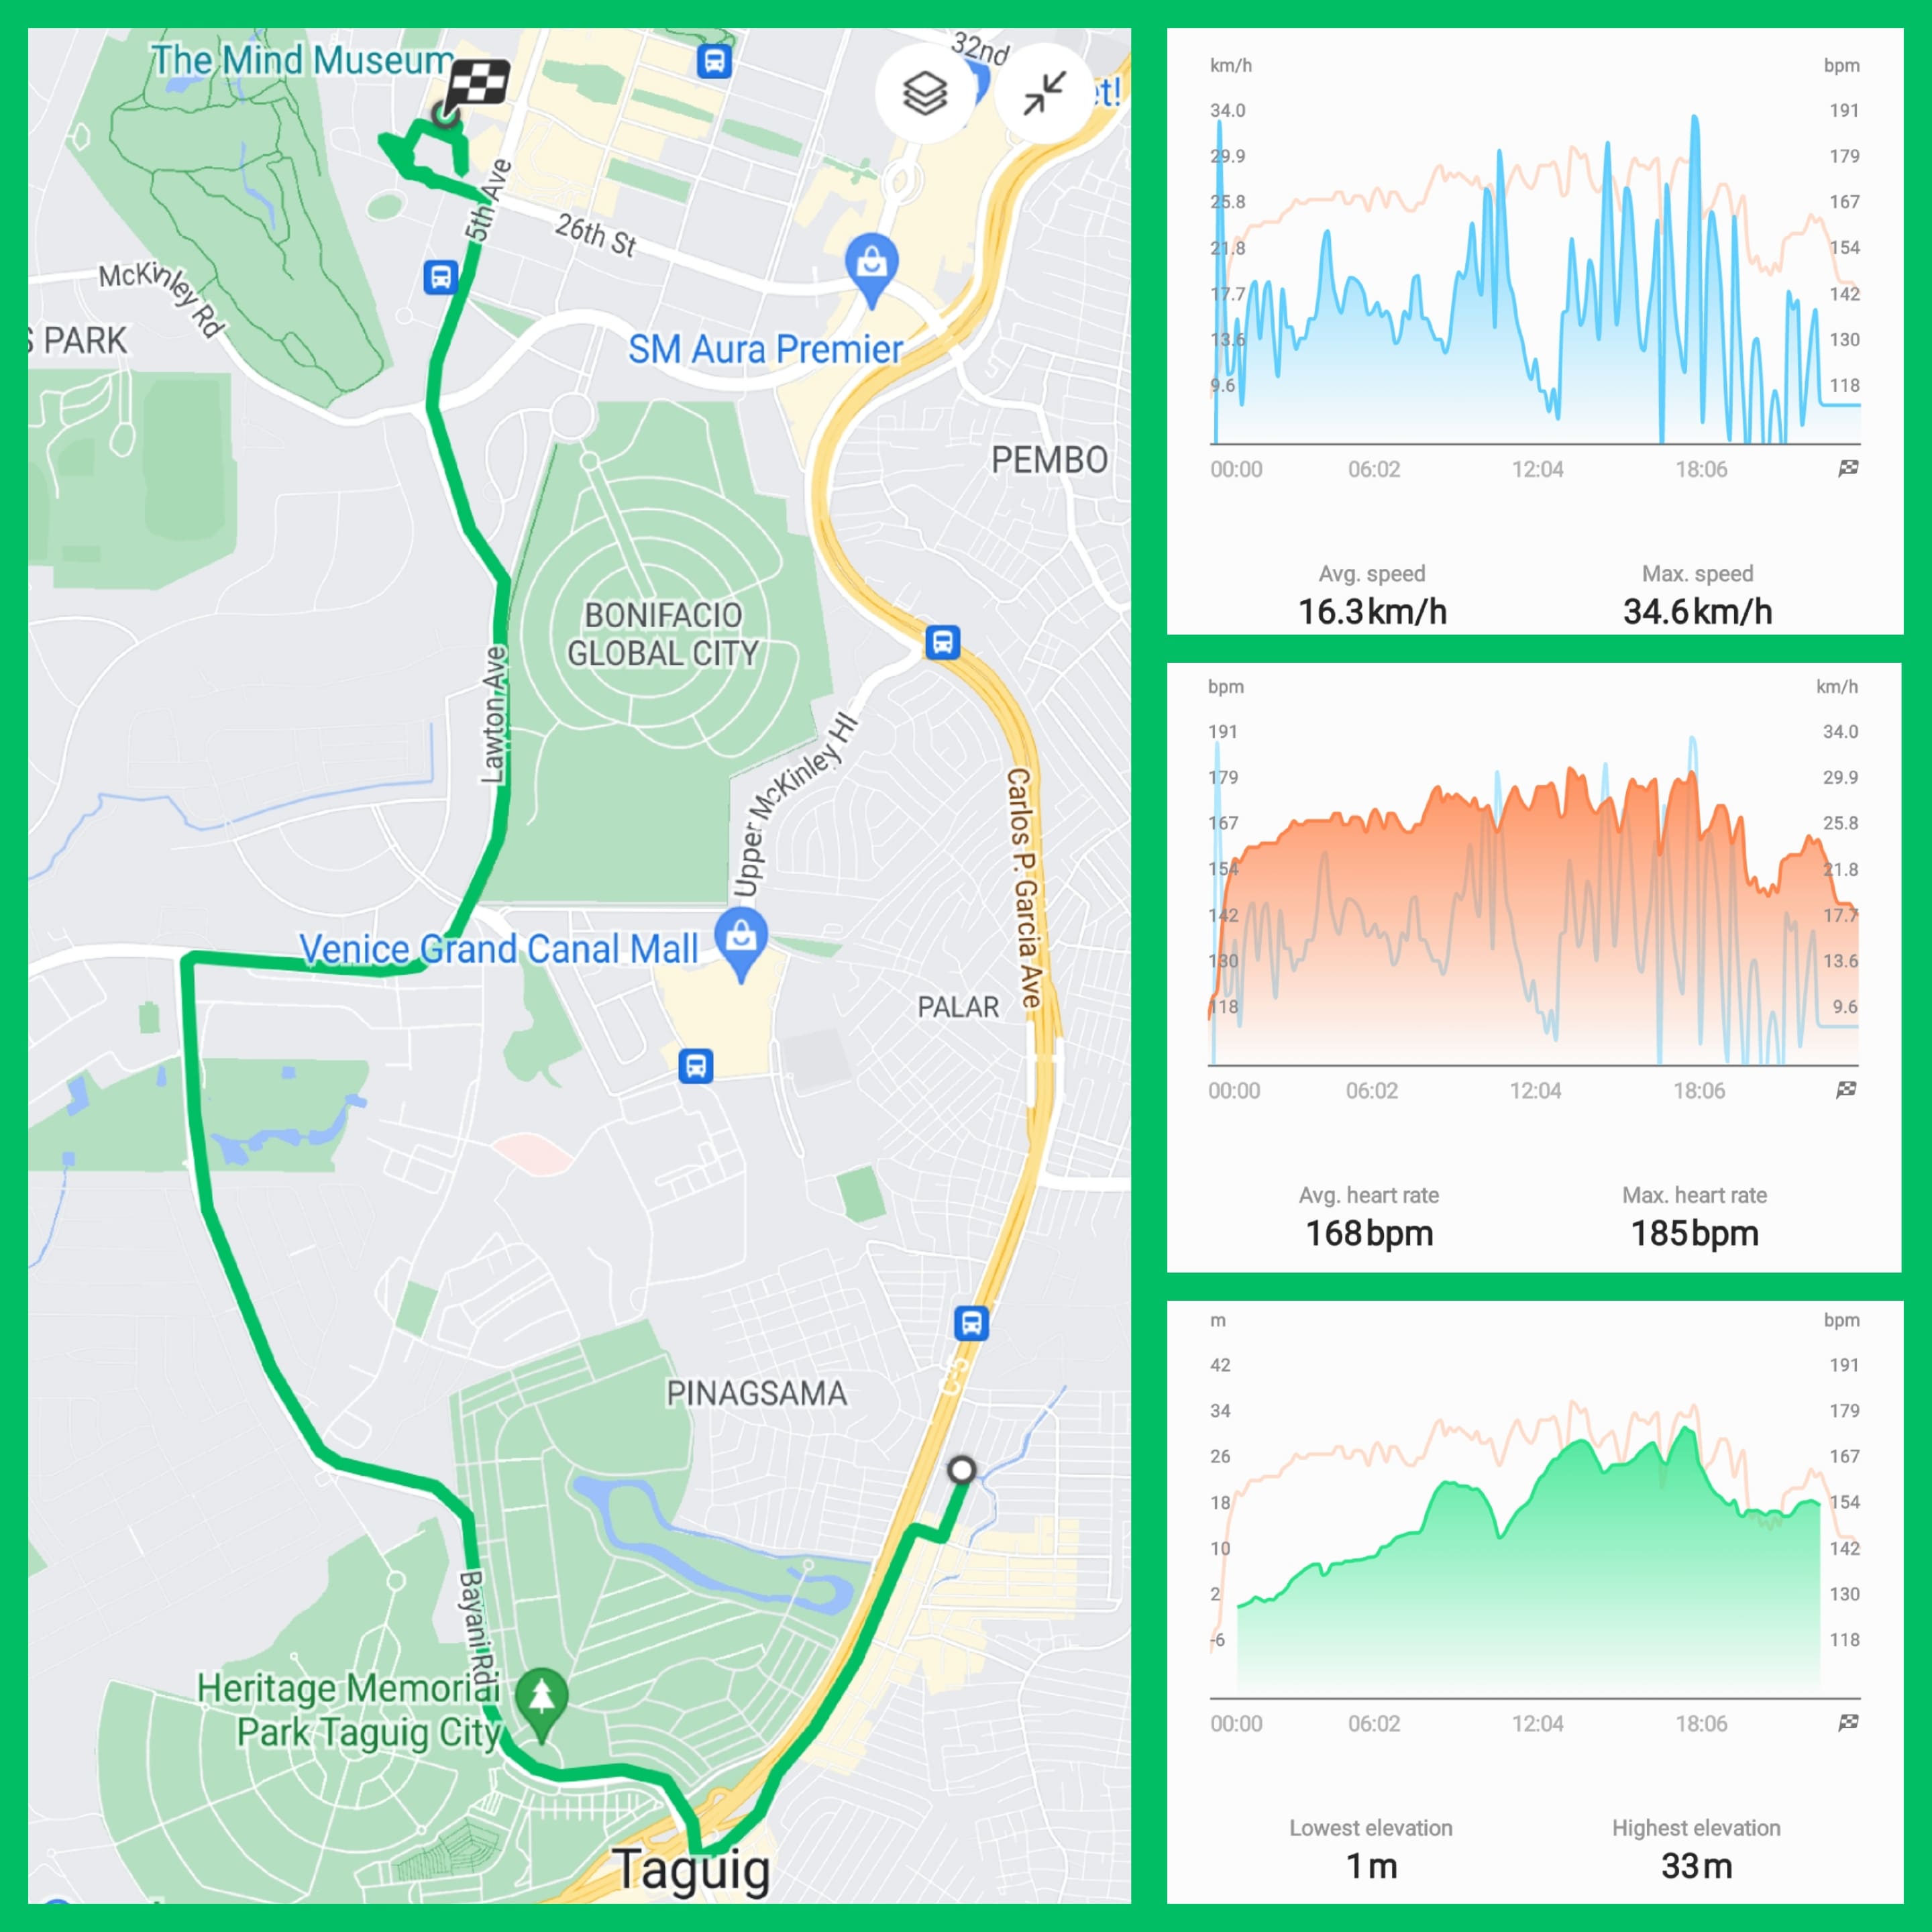 The Mind Museum
32nd
et!
5th Ave
26th St
McKinley Rd
S PARK
SM Aura Premier
PEMBO
BONIFACIO
GLOBAL CITY
Lawton Ave
Upper McKinley Hl
Carlos P. Garcia Ave
Venice Grand Canal Mall
PALAR
C-5
PINAGSAMA
Bayani Rd
Heritage Memorial
Park Taguig City
Taguig
km/h bpm
34.0 191
29.9 179
25.8 167
21.8 154
17.7 142
13.6 130
9.6 118
00:00 06:02 12:04 18:06
Avg. speed Max. speed
16.3 km/h 34.6 km/h
bpm km/h
191 34.0
179 29.9
167 25.8
154 21.8
142 17.7
130 13.6
118 9.6
00:00 06:02 12:04 18:06
Avg. heart rate Max. heart rate
168 bpm 185 bpm
m bpm
42 191
34 179
26 167
18 154
10 142
2 130
-6 118
00:00 06:02 12:04 18:06
Lowest elevation Highest elevation
1 m 33 m